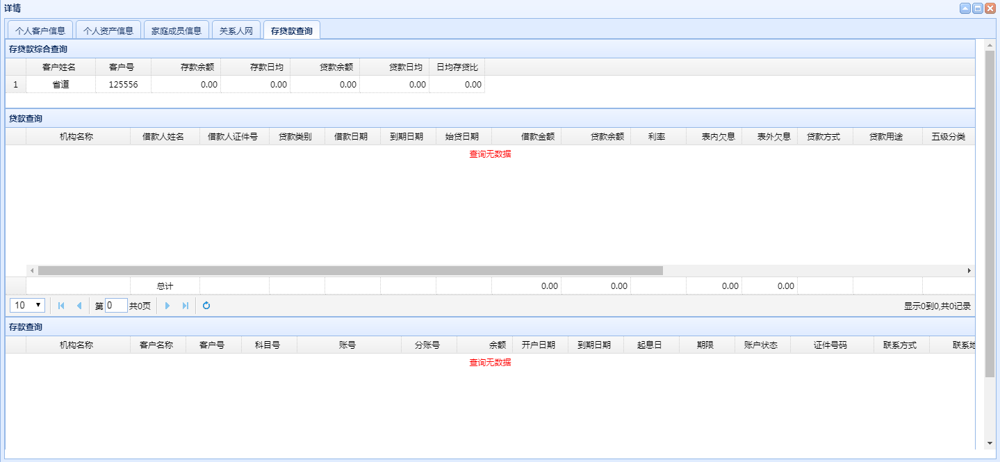 详情
个人客户信息 个人资产信息 家庭成员信息 关系人网 存贷款查询
存贷款综合查询
客户姓名 客户号 存款余额 存款日均 贷款余额 贷款日均 日均存贷比
1 省道 125556 0.00 0.00 0.00 0.00 0.00
贷款查询
机构名称 借款人姓名 借款人证件号 贷款类别 借款日期 到期日期 始贷日期 借款金额 贷款余额 利率 表内欠息 表外欠息 贷款方式 贷款用途 五级分类
查询无数据
总计 0.00 0.00 0.00 0.00
10 第 0 共0页 显示0到0,共0记录
存款查询
机构名称 客户名称 客户号 科目号 账号 分账号 余额 开户日期 到期日期 起息日 期限 账户状态 证件号码 联系方式 联系地
查询无数据